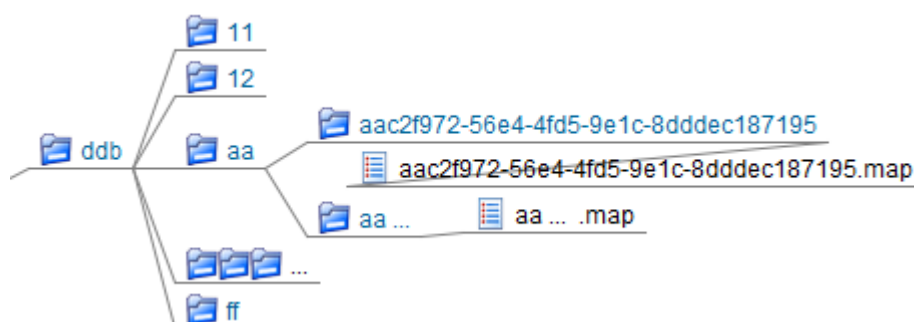 11
12
ddb
aa
aac2f972-56e4-4fd5-9e1c-8dddec187195
aac2f972-56e4-4fd5-9e1c-8dddec187195.map
aa ...
aa ... .map
...
ff